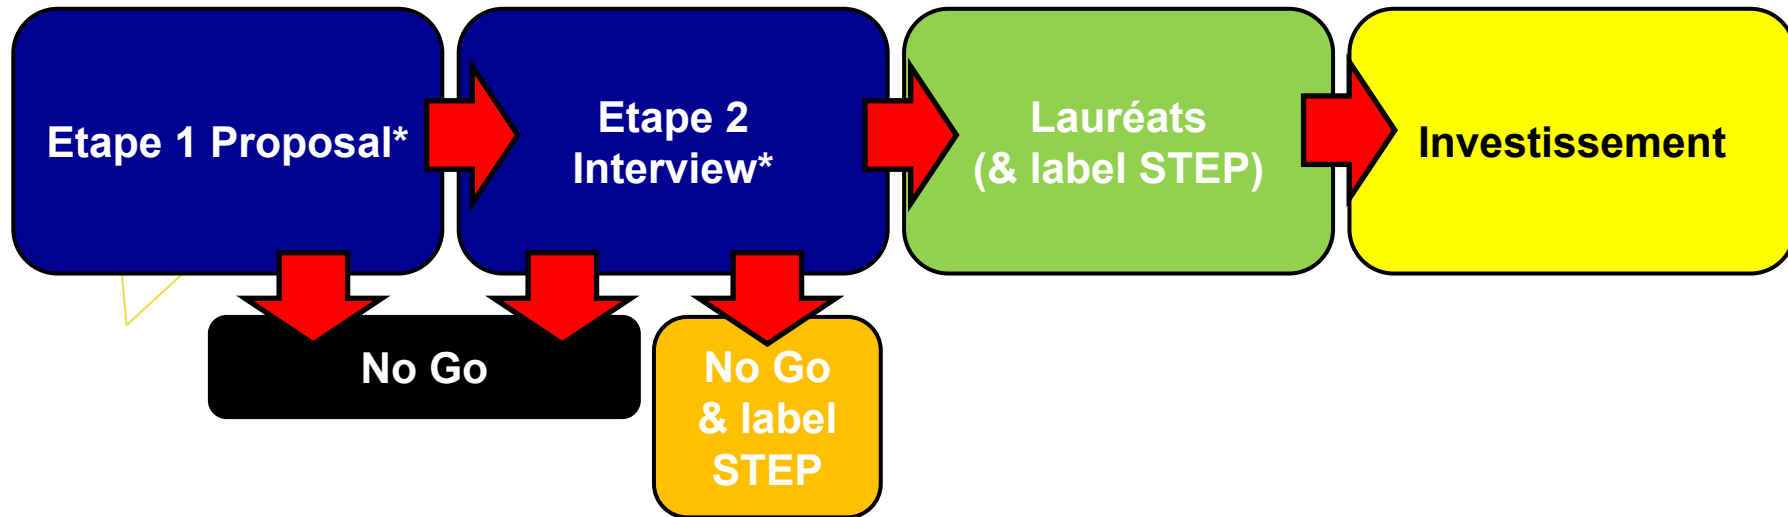 Etape 1 Proposal*
Etape 2
Interview*
Lauréats
(& label STEP)
Investissement
No Go
No Go
& label
STEP